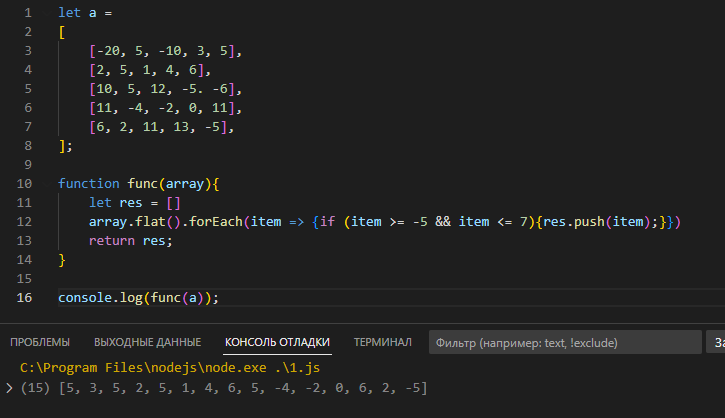 1 let a =
2 [
3 [-20, 5, -10, 3, 5],
4 [2, 5, 1, 4, 6],
5 [10, 5, 12, -5. -6],
6 [11, -4, -2, 0, 11],
7 [6, 2, 11, 13, -5],
8 ];
9
10 function func(array){
11 let res = []
12 array.flat().forEach(item => {if (item >= -5 && item <= 7){res.push(item);}})
13 return res;
14 }
15
16 console.log(func(a));
ПРОБЛЕМЫ ВЫХОДНЫЕ ДАННЫЕ КОНСОЛЬ ОТЛАДКИ ТЕРМИНАЛ Фильтр (например: text, !exclude) За
C:\Program Files\nodejs\node.exe .\1.js
> (15) [5, 3, 5, 2, 5, 1, 4, 6, 5, -4, -2, 0, 6, 2, -5]